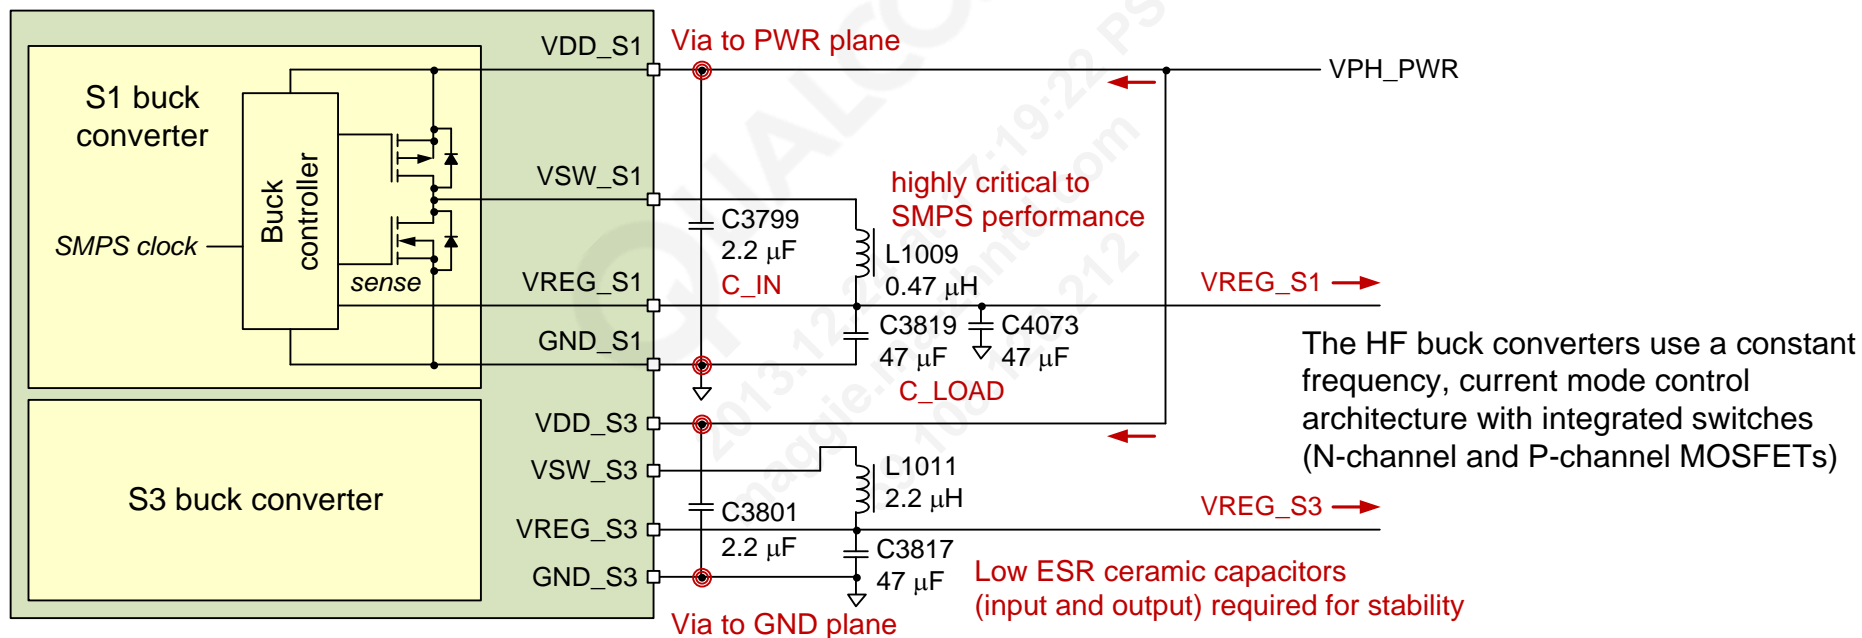 VDD_S1
Via to PWR plane
VPH_PWR
S1 buck
converter
Buck
controller
SMPS clock
sense
VSW_S1
highly critical to
SMPS performance
C3799
2.2 μF
C_IN
L1009
0.47 μH
VREG_S1
VREG_S1
GND_S1
C3819
47 μF
C4073
47 μF
C_LOAD
The HF buck converters use a constant
frequency, current mode control
architecture with integrated switches
(N-channel and P-channel MOSFETs)
VDD_S3
VSW_S3
S3 buck converter
L1011
2.2 μH
VREG_S3
VREG_S3
C3801
2.2 μF
C3817
47 μF
GND_S3
Low ESR ceramic capacitors
(input and output) required for stability
Via to GND plane